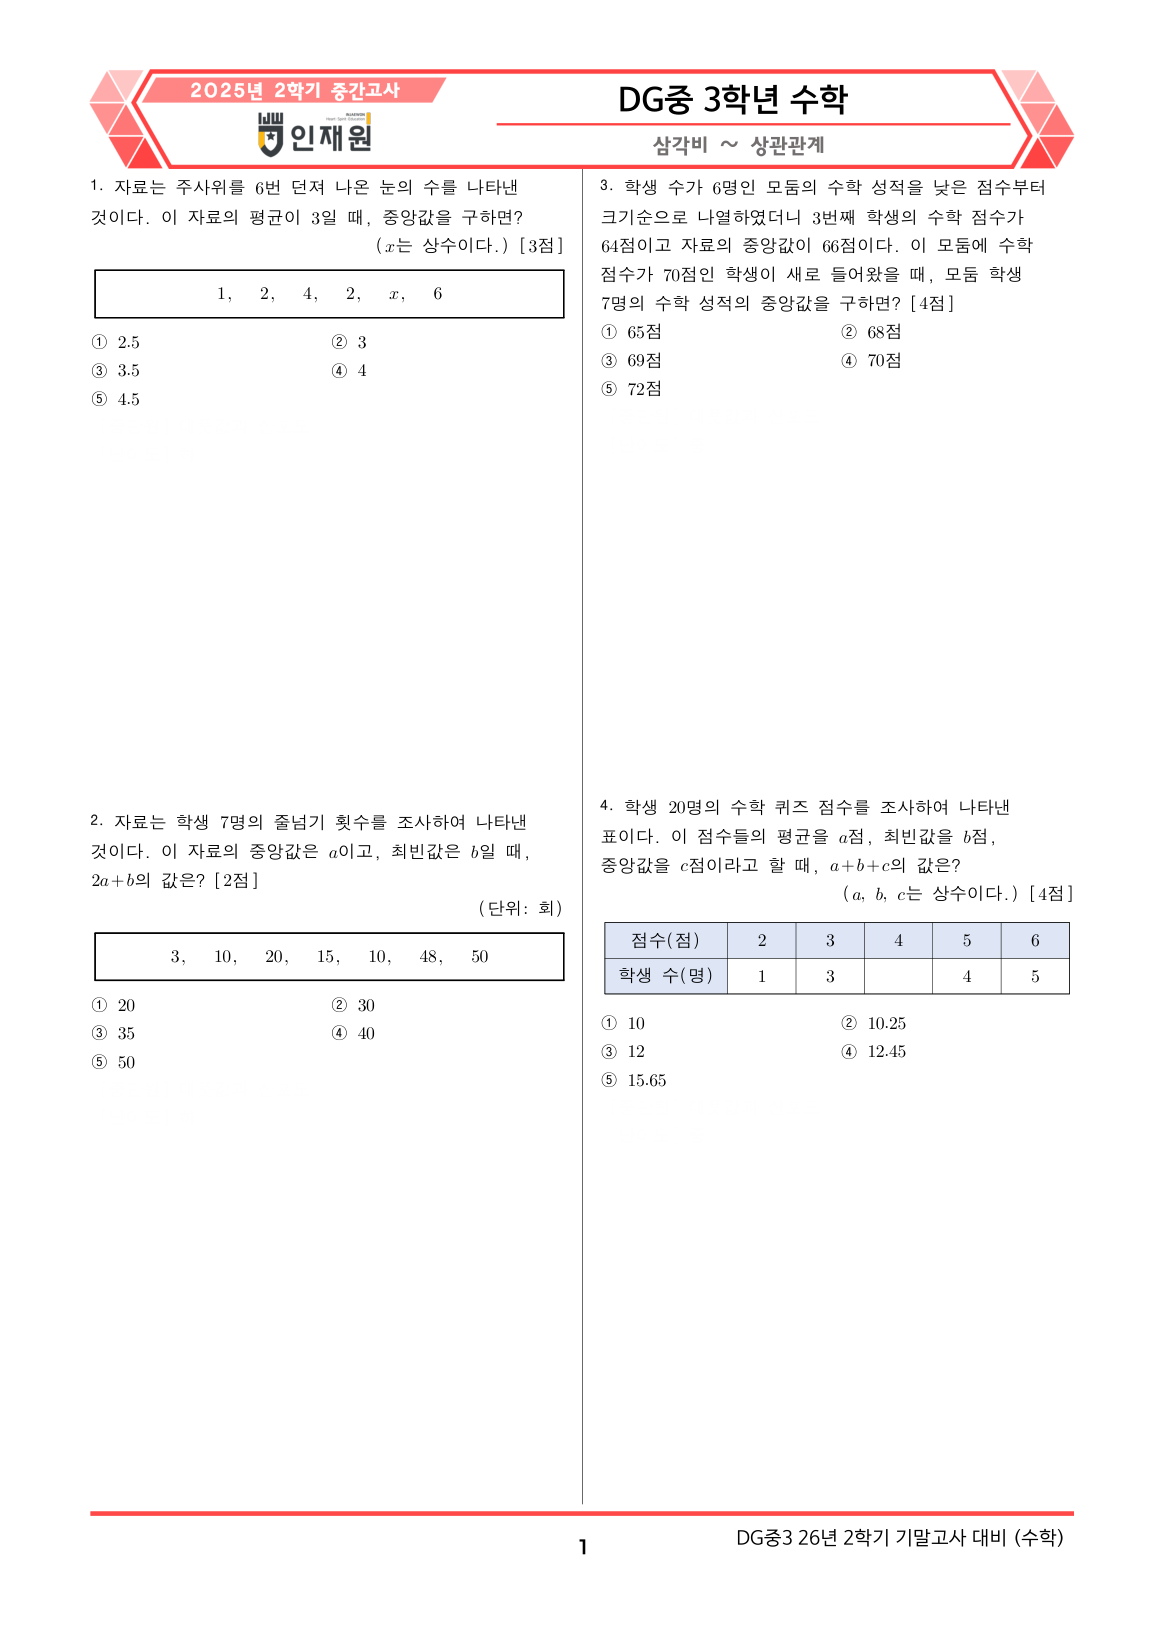 2025년 2학기 중간고사
인재원
DG중 3학년 수학
삼각비 ~ 상관관계
1. 자료는 주사위를 6번 던져 나온 눈의 수를 나타낸
것이다. 이 자료의 평균이 3일 때, 중앙값을 구하면?
(x는 상수이다.) [3점]
1, 2, 4, 2, x, 6
① 2.5 ② 3
③ 3.5 ④ 4
⑤ 4.5
2. 자료는 학생 7명의 줄넘기 횟수를 조사하여 나타낸
것이다. 이 자료의 중앙값은 a이고, 최빈값은 b일 때,
2a+b의 값은? [2점]
(단위: 회)
3, 10, 20, 15, 10, 48, 50
① 20 ② 30
③ 35 ④ 40
⑤ 50
3. 학생 수가 6명인 모둠의 수학 성적을 낮은 점수부터
크기순으로 나열하였더니 3번째 학생의 수학 점수가
64점이고 자료의 중앙값이 66점이다. 이 모둠에 수학
점수가 70점인 학생이 새로 들어왔을 때, 모둠 학생
7명의 수학 성적의 중앙값을 구하면? [4점]
① 65점 ② 68점
③ 69점 ④ 70점
⑤ 72점
4. 학생 20명의 수학 퀴즈 점수를 조사하여 나타낸
표이다. 이 점수들의 평균을 a점, 최빈값을 b점,
중앙값을 c점이라고 할 때, a+b+c의 값은?
(a, b, c는 상수이다.) [4점]
점수(점) 2 3 4 5 6
학생 수(명) 1 3 4 5
① 10 ② 10.25
③ 12 ④ 12.45
⑤ 15.65
1
DG중3 26년 2학기 기말고사 대비 (수학)